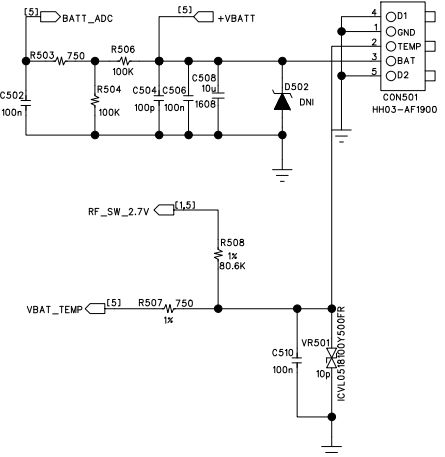 [5] BATT_ADC
[5] +VBATT
4 D1
1 GND
2 TEMP
3 BAT
5 D2
CON501
HH03-AF1900
R503 750
R506
100K
C502
100n
R504
100K
C504
100p
C506
100n
C508
10u
1608
D502
DNI
RF_SW_2.7V [1,5]
R508
1%
80.6K
VBAT_TEMP [5]
R507 750
1%
C510
100n
VR501
10p
ICVL0518100Y500FR